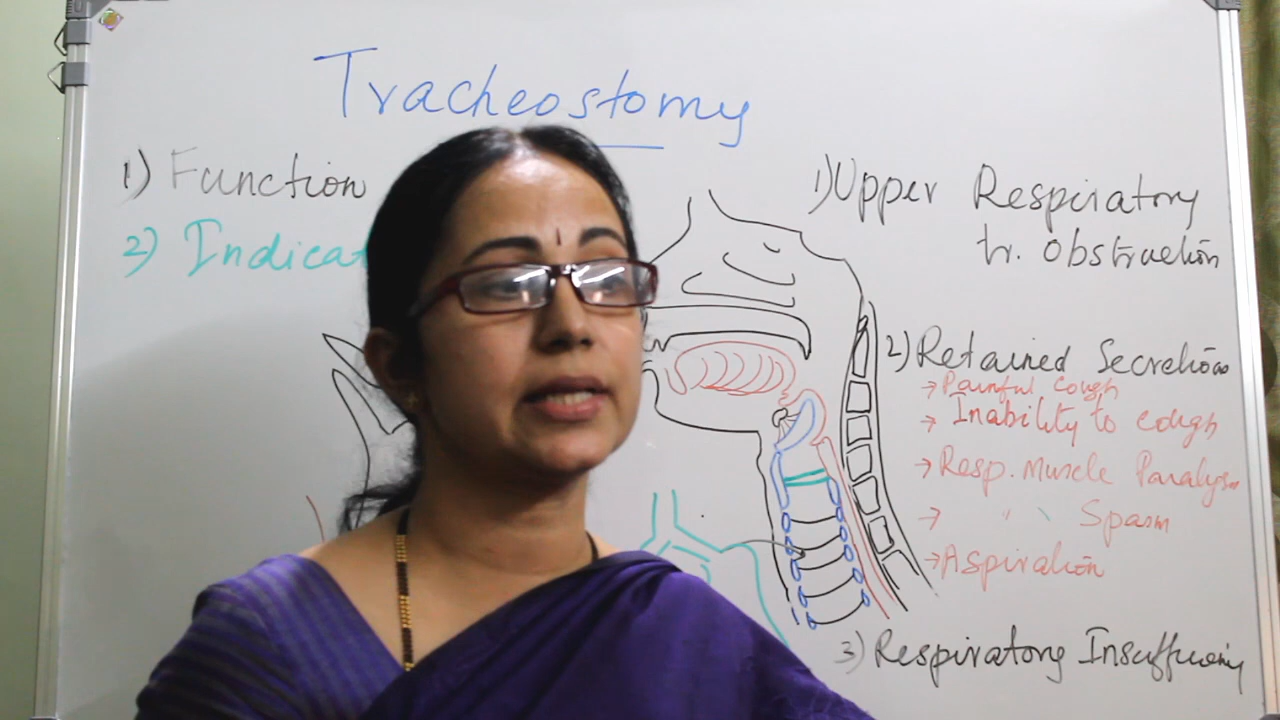 Tracheostomy
1) Function
2) Indicat
1) Upper Respiratory
tr. Obstruction
2) Retained Secretions
→ Painful cough
→ Inability to cough
→ Resp. Muscle Paralysis
→ " " Spasm
→ Aspiration
3) Respiratory Insufficiency